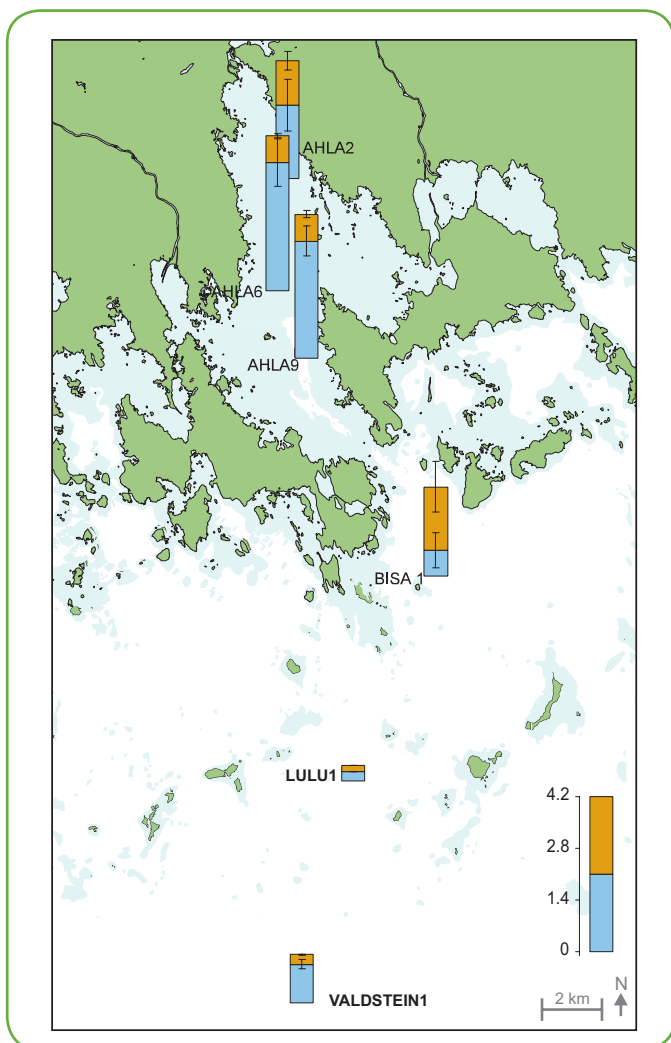 AHLA2
AHLA6
AHLA9
BISA 1
LULU1
4.2
2.8
1.4
0
N
2 km
VALDSTEIN1